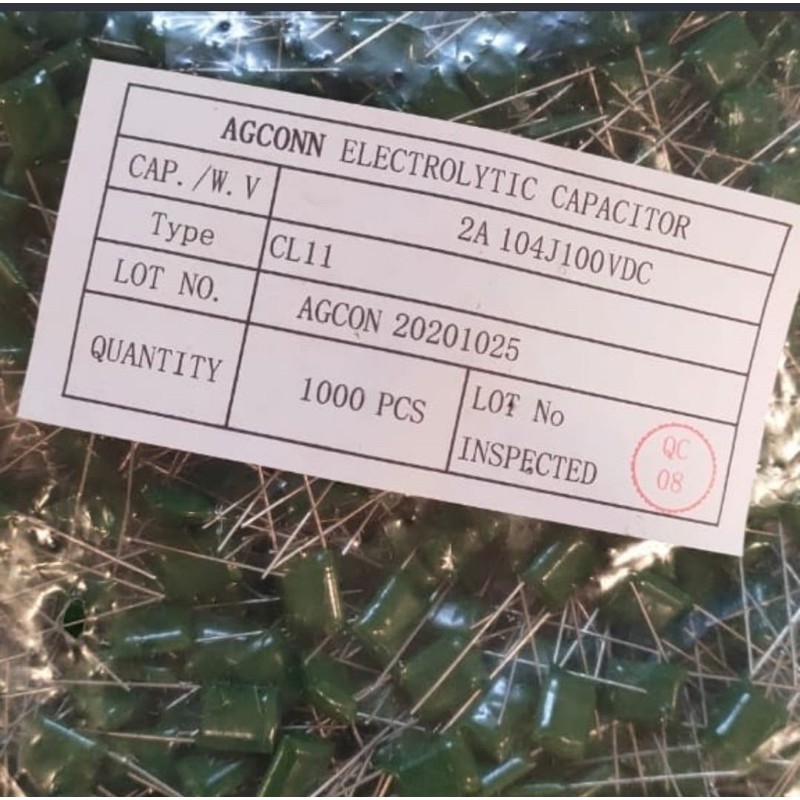 AGCONN ELECTROLYTIC CAPACITOR
CAP. /W. V 2A 104J100VDC
Type CL11
LOT NO. AGCON 20201025
QUANTITY 1000 PCS
LOT No
INSPECTED
QC
08